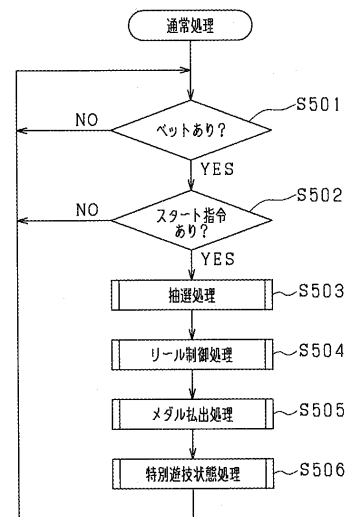 通常処理
S501
ベットあり?
NO
YES
S502
スタート指令
あり?
NO
YES
抽選処理
S503
リール制御処理
S504
メダル払出処理
S505
特別遊技状態処理
S506